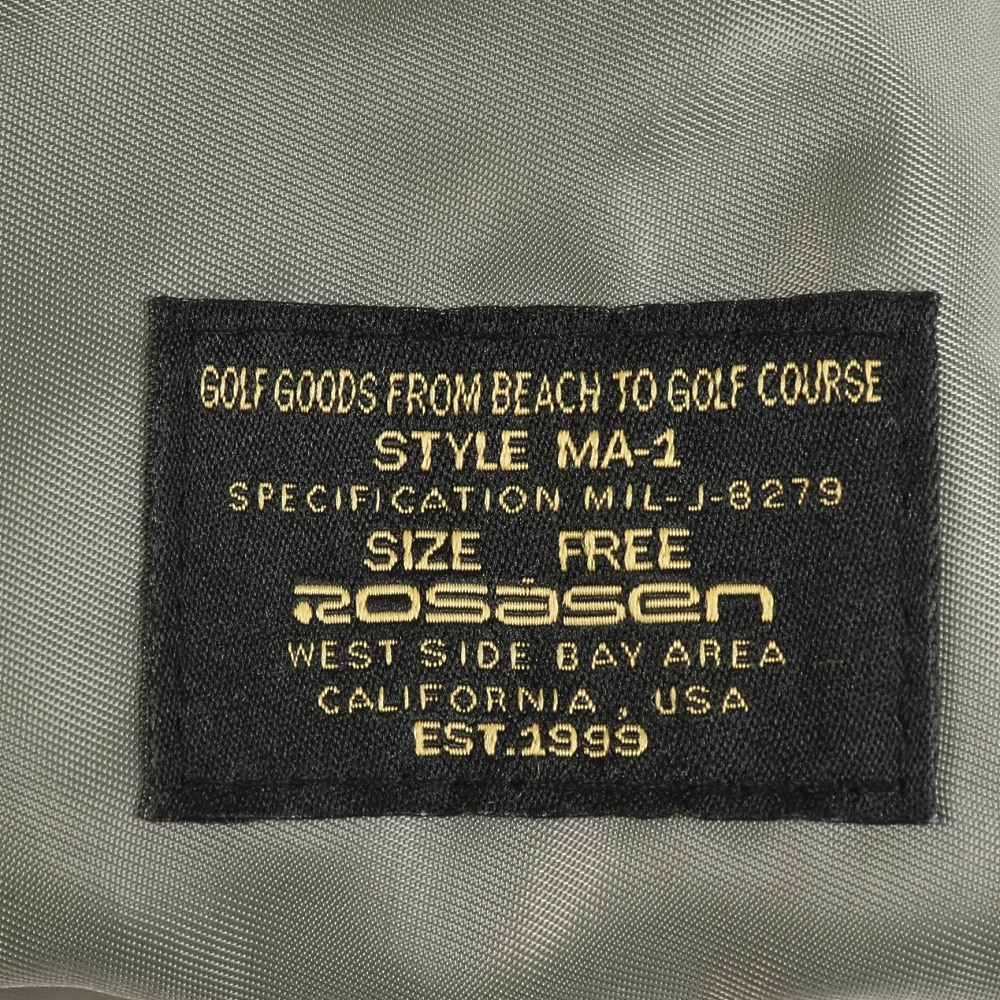 GOLF GOODS FROM BEACH TO GOLF COURSE
STYLE MA-1
SPECIFICATION MIL-J-8279
SIZE FREE
ROSASEN
WEST SIDE BAY AREA
CALIFORNIA, USA
EST.1999